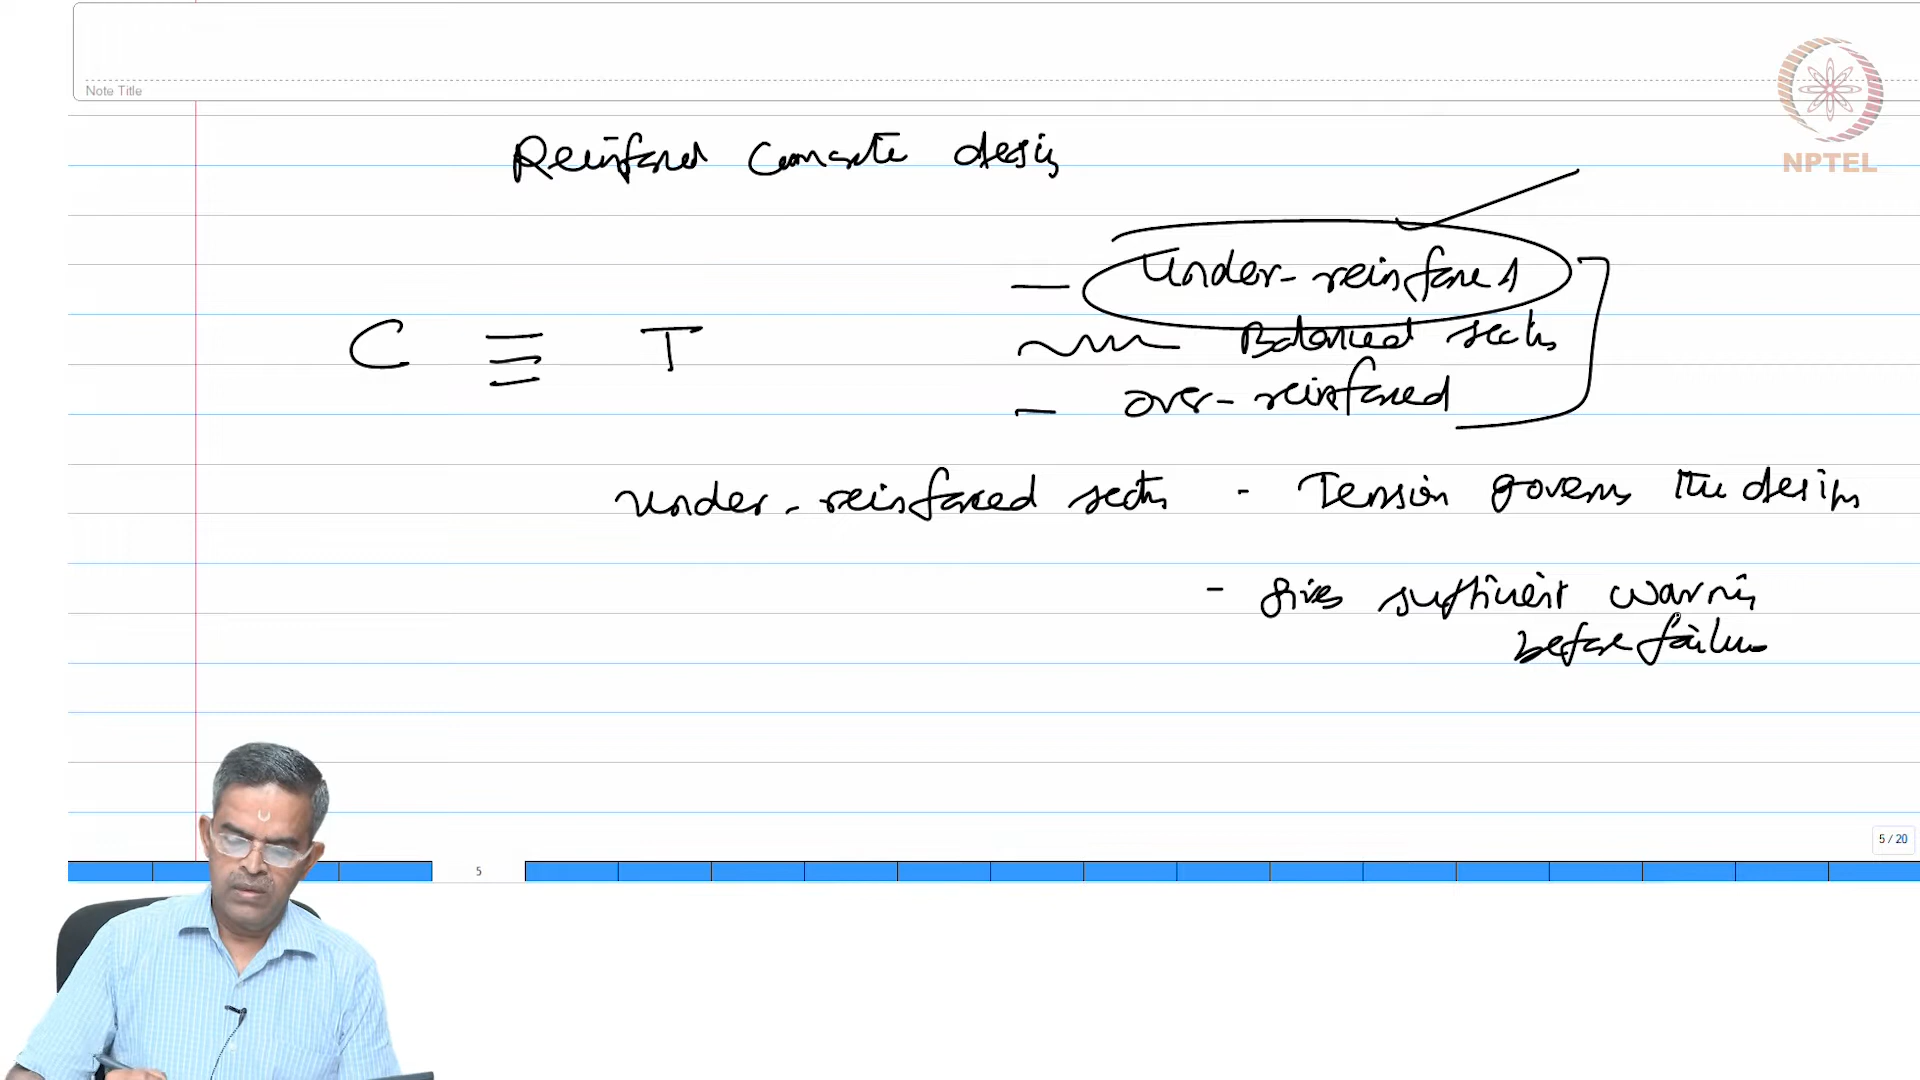 Note Title
NPTEL
Reinforced Concrete design
Under-reinforced
C ≡ T
Balanced section
over-reinforced
under-reinforced section - Tension governs the design
- gives sufficient warning
before failure
5 / 20
5